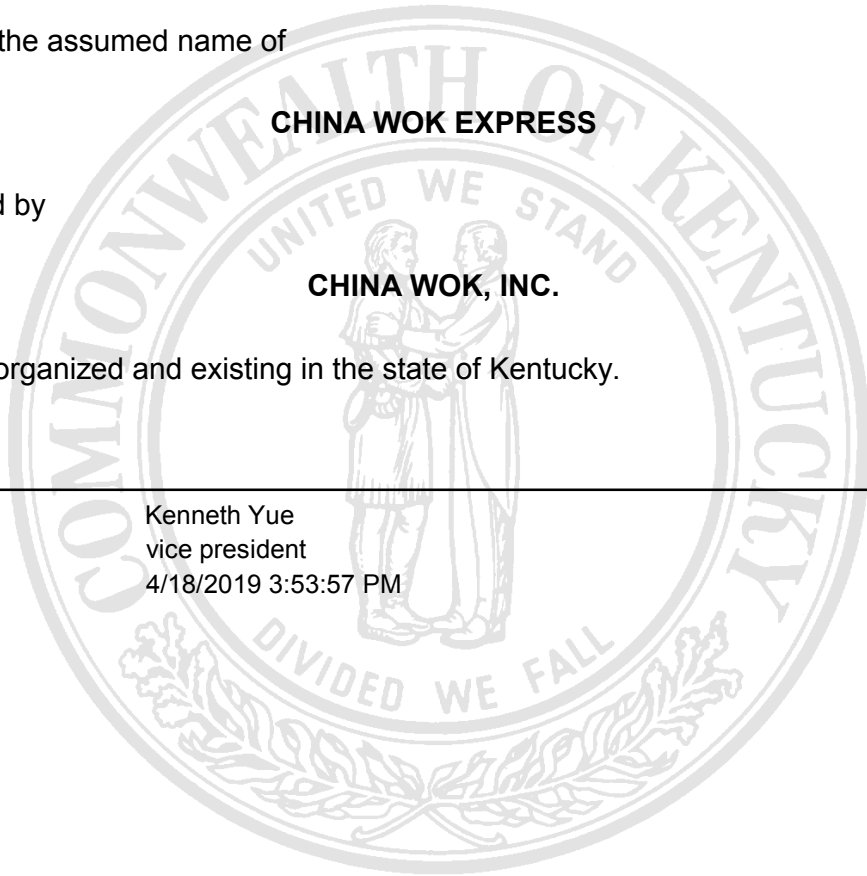 the assumed name of
CHINA WOK EXPRESS
d by
CHINA WOK, INC.
organized and existing in the state of Kentucky.
Kenneth Yue
vice president
4/18/2019 3:53:57 PM
COMMONWEALTH OF KENTUCKY
UNITED WE STAND
DIVIDED WE FALL